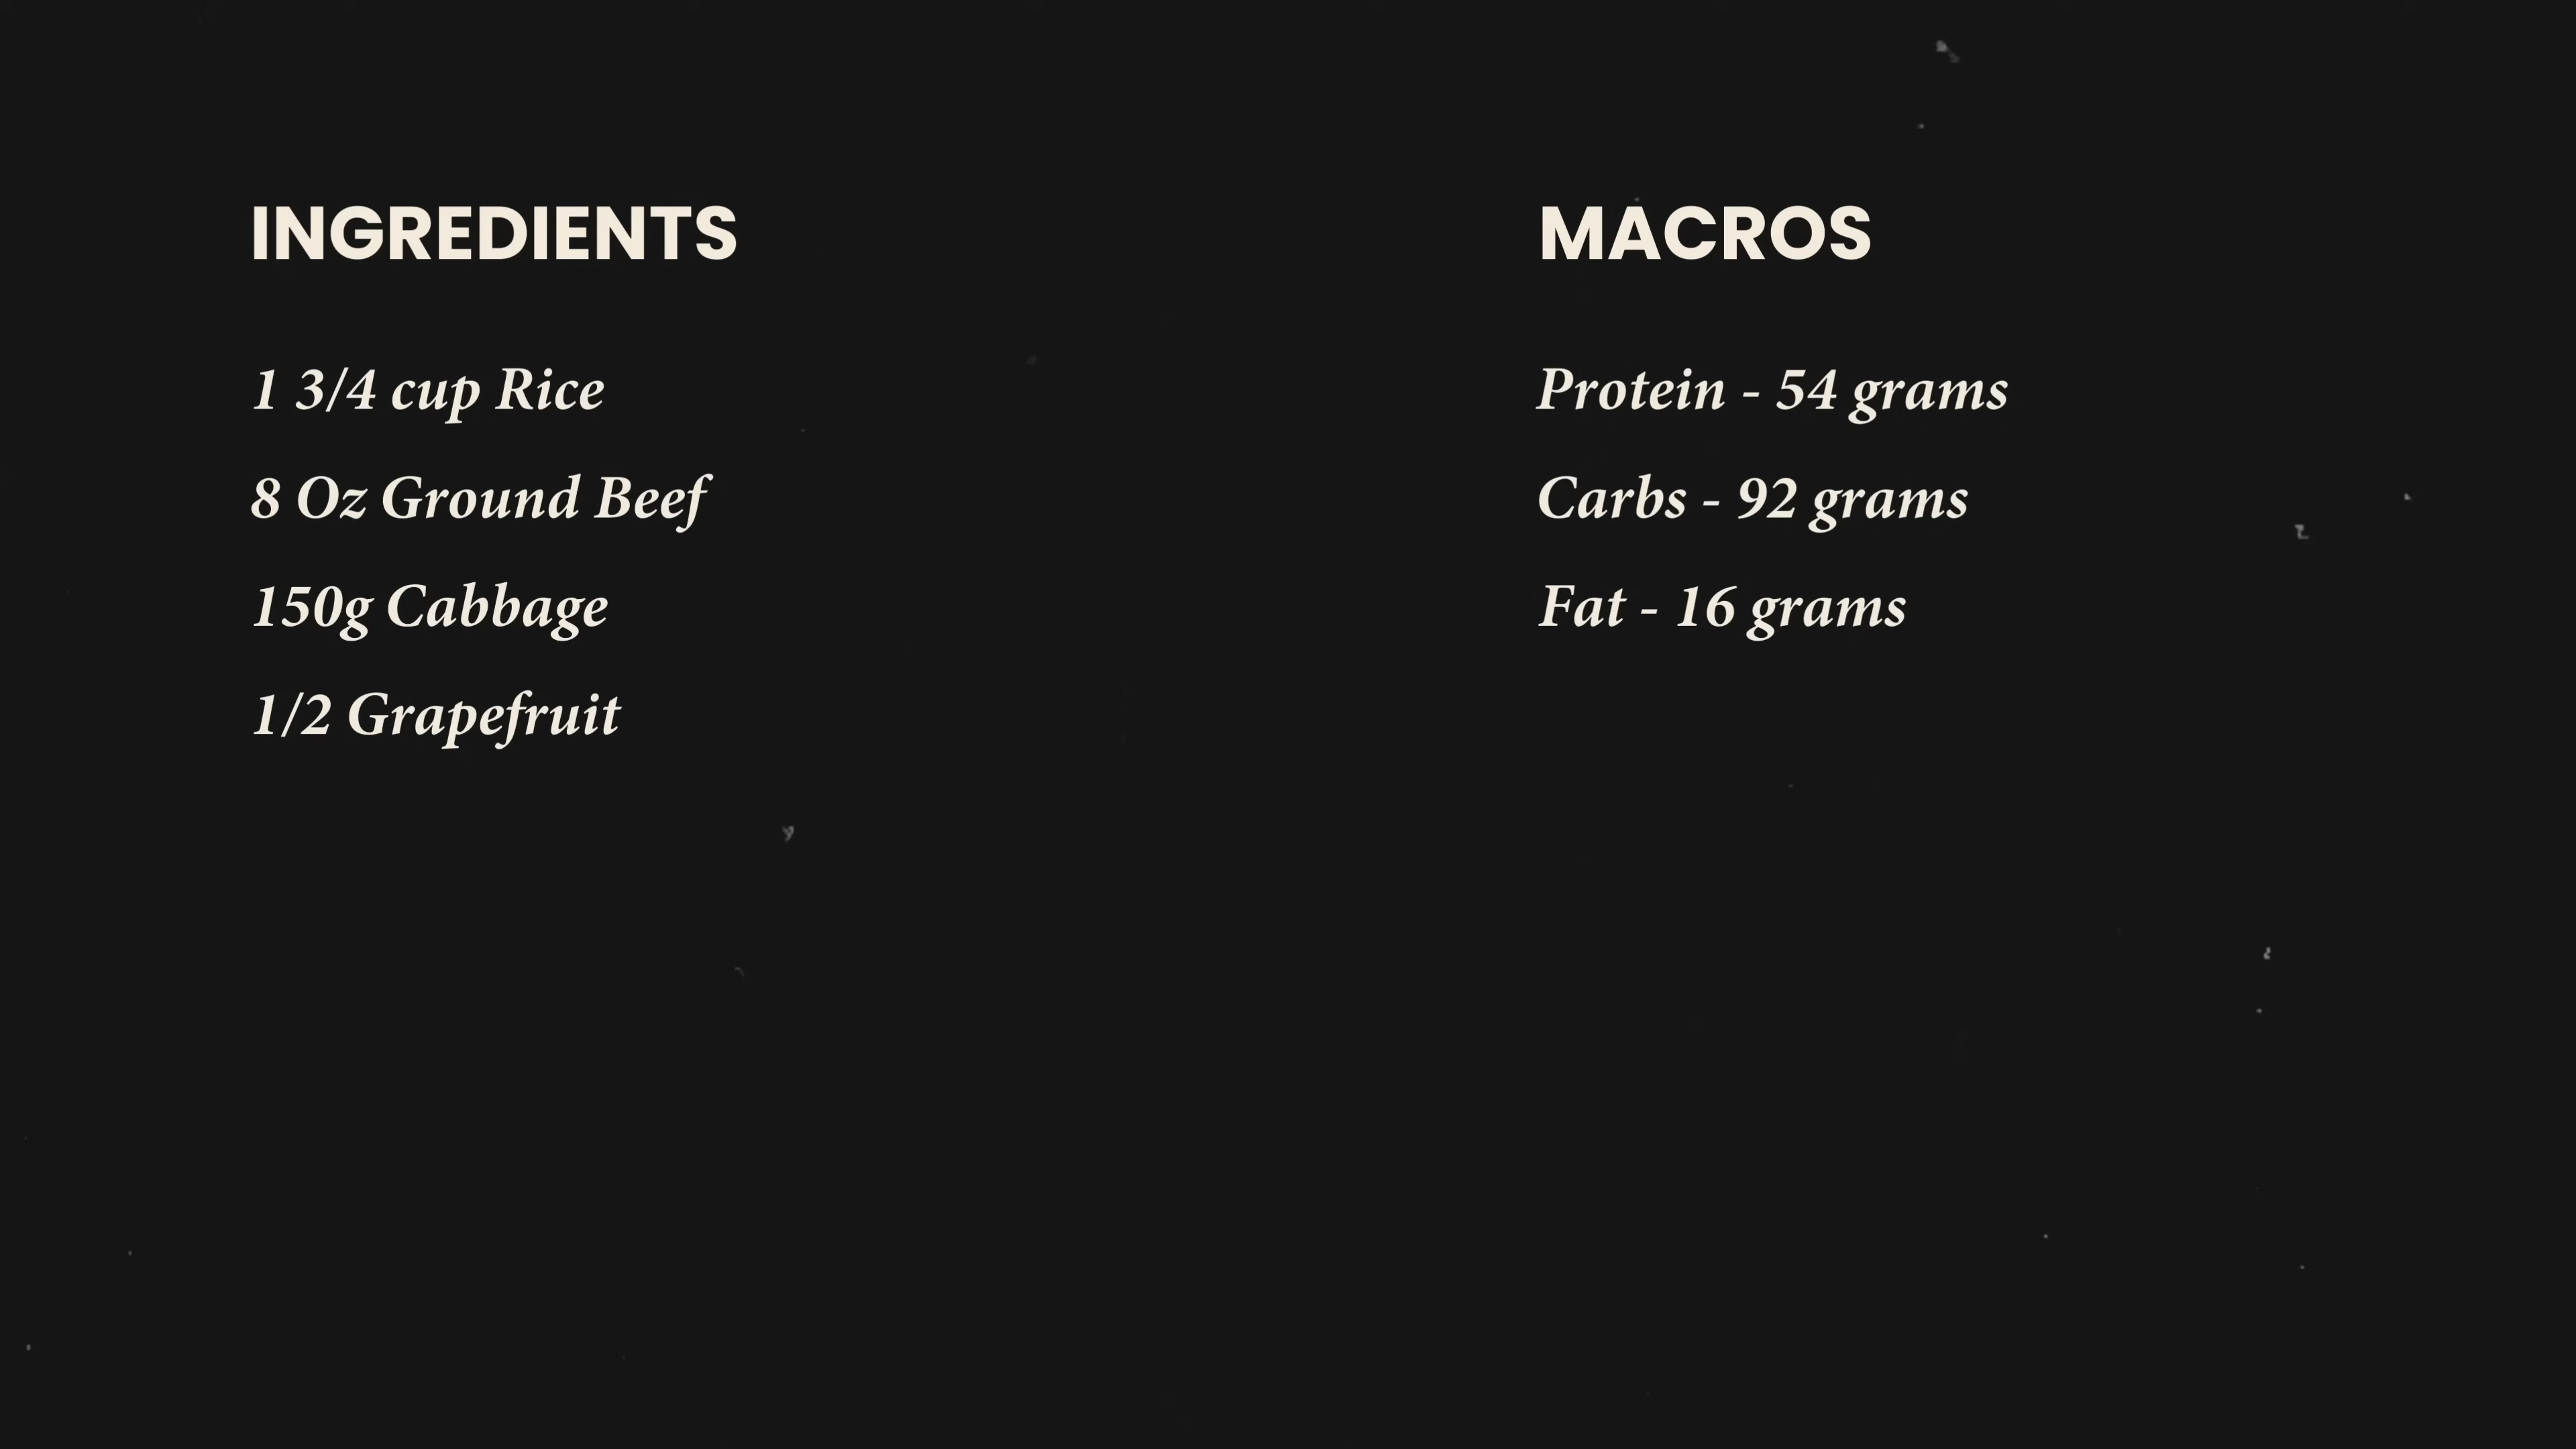 INGREDIENTS
1 3/4 cup Rice
8 Oz Ground Beef
150g Cabbage
1/2 Grapefruit
MACROS
Protein - 54 grams
Carbs - 92 grams
Fat - 16 grams